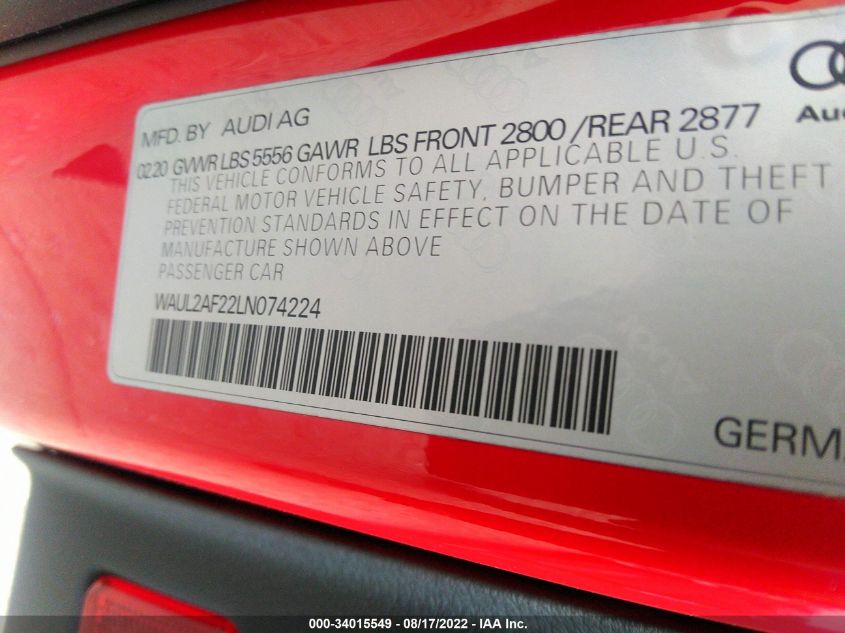 MFD. BY AUDI AG
02.20 GVWR LBS 5556 GAWR LBS FRONT 2800 /REAR 2877
THIS VEHICLE CONFORMS TO ALL APPLICABLE U.S.
FEDERAL MOTOR VEHICLE SAFETY, BUMPER AND THEFT
PREVENTION STANDARDS IN EFFECT ON THE DATE OF
MANUFACTURE SHOWN ABOVE
PASSENGER CAR
WAUL2AF22LN074224
Aud
GERMA
000-34015549 - 08/17/2022 - IAA Inc.